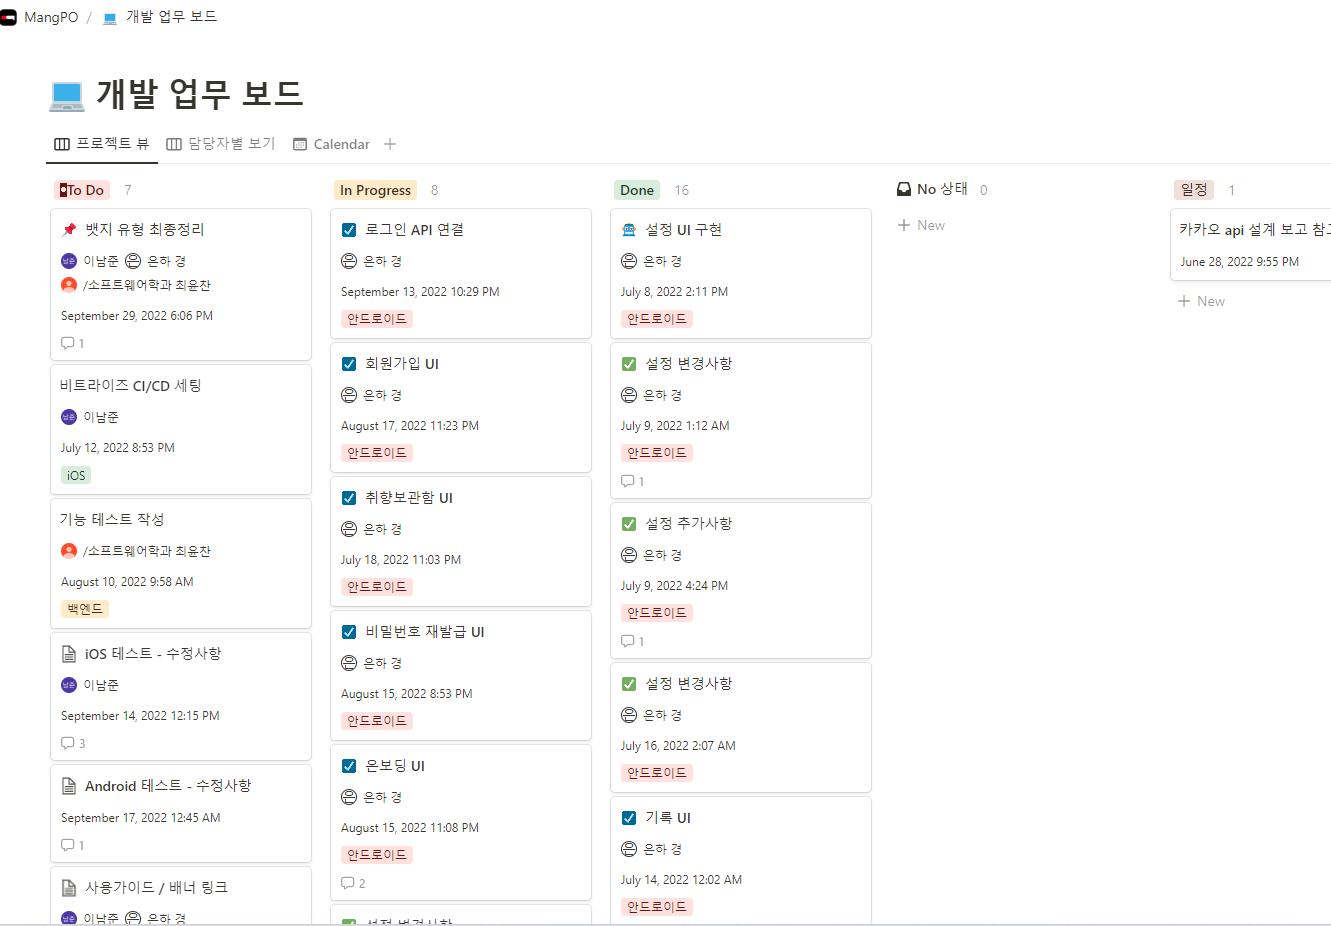 MangPO / 개발 업무 보드
개발 업무 보드
프로젝트 뷰 담당자별 보기 Calendar
To Do 7
뱃지 유형 최종정리
이남준 은하 경
/소프트웨어학과 최윤찬
September 29, 2022 6:06 PM
1
비트라이즈 CI/CD 세팅
이남준
July 12, 2022 8:53 PM
iOS
기능 테스트 작성
/소프트웨어학과 최윤찬
August 10, 2022 9:58 AM
백엔드
iOS 테스트 - 수정사항
이남준
September 14, 2022 12:15 PM
3
Android 테스트 - 수정사항
September 17, 2022 12:45 AM
1
사용가이드 / 배너 링크
이남준 은하 경
In Progress 8
로그인 API 연결
은하 경
September 13, 2022 10:29 PM
안드로이드
회원가입 UI
은하 경
August 17, 2022 11:23 PM
안드로이드
취향보관함 UI
은하 경
July 18, 2022 11:03 PM
안드로이드
비밀번호 재발급 UI
은하 경
August 15, 2022 8:53 PM
안드로이드
온보딩 UI
은하 경
August 15, 2022 11:08 PM
안드로이드
2
설정 변경사항
Done 16
설정 UI 구현
은하 경
July 8, 2022 2:11 PM
안드로이드
설정 변경사항
은하 경
July 9, 2022 1:12 AM
안드로이드
1
설정 추가사항
은하 경
July 9, 2022 4:24 PM
안드로이드
1
설정 변경사항
은하 경
July 16, 2022 2:07 AM
안드로이드
기록 UI
은하 경
July 14, 2022 12:02 AM
안드로이드
No 상태 0
New
일정 1
카카오 api 설계 보고 참고
June 28, 2022 9:55 PM
New